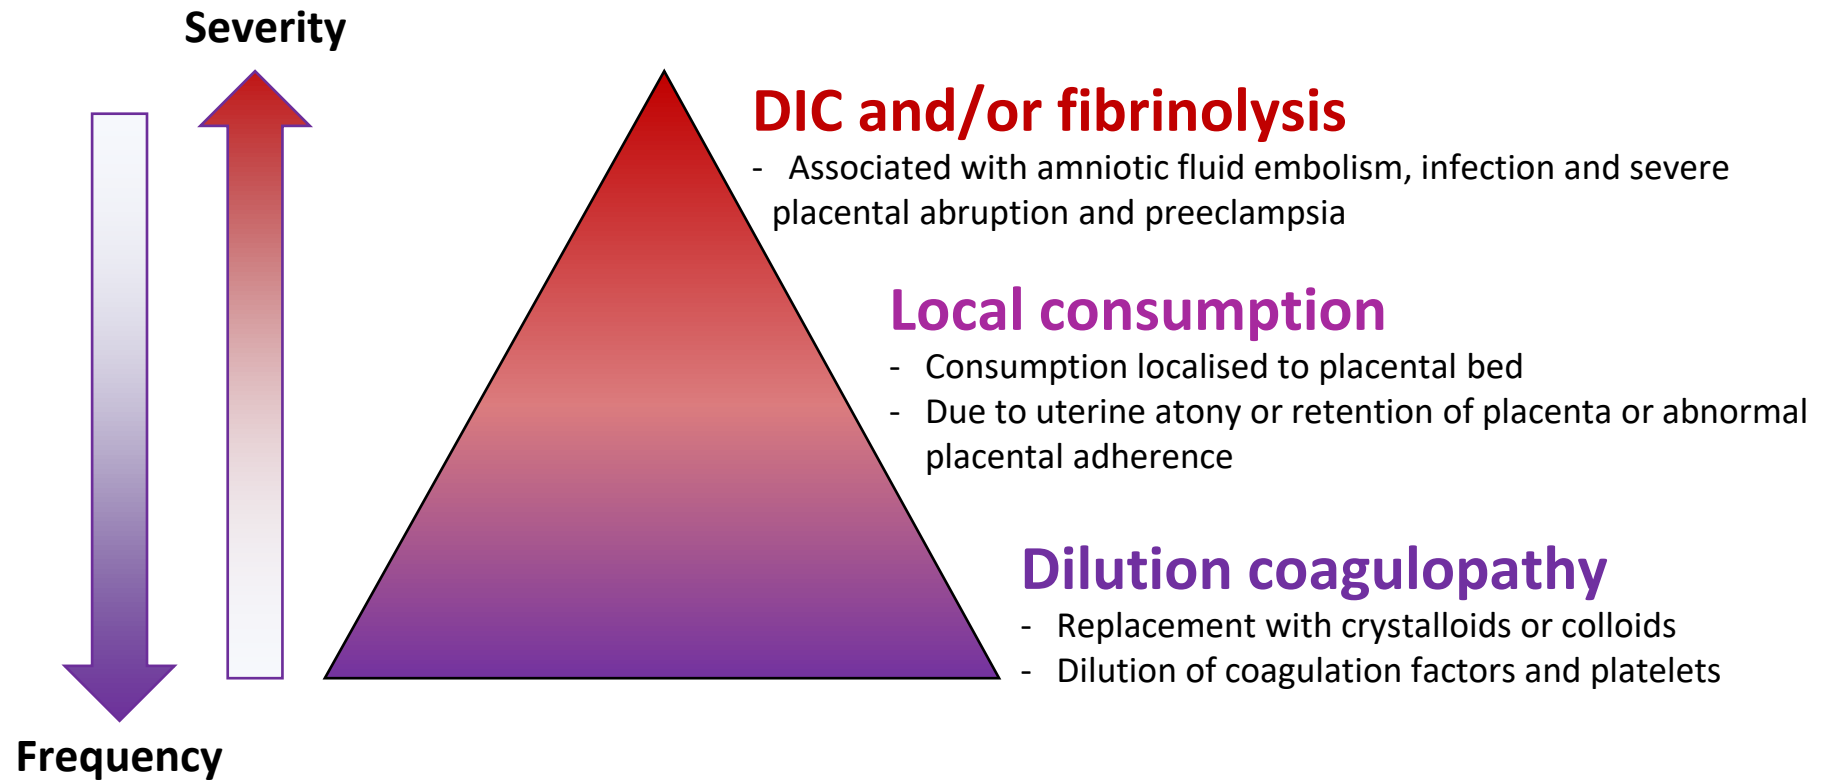 Severity
DIC and/or fibrinolysis
- Associated with amniotic fluid embolism, infection and severe
placental abruption and preeclampsia
Local consumption
- Consumption localised to placental bed
- Due to uterine atony or retention of placenta or abnormal
placental adherence
Dilution coagulopathy
- Replacement with crystalloids or colloids
- Dilution of coagulation factors and platelets
Frequency